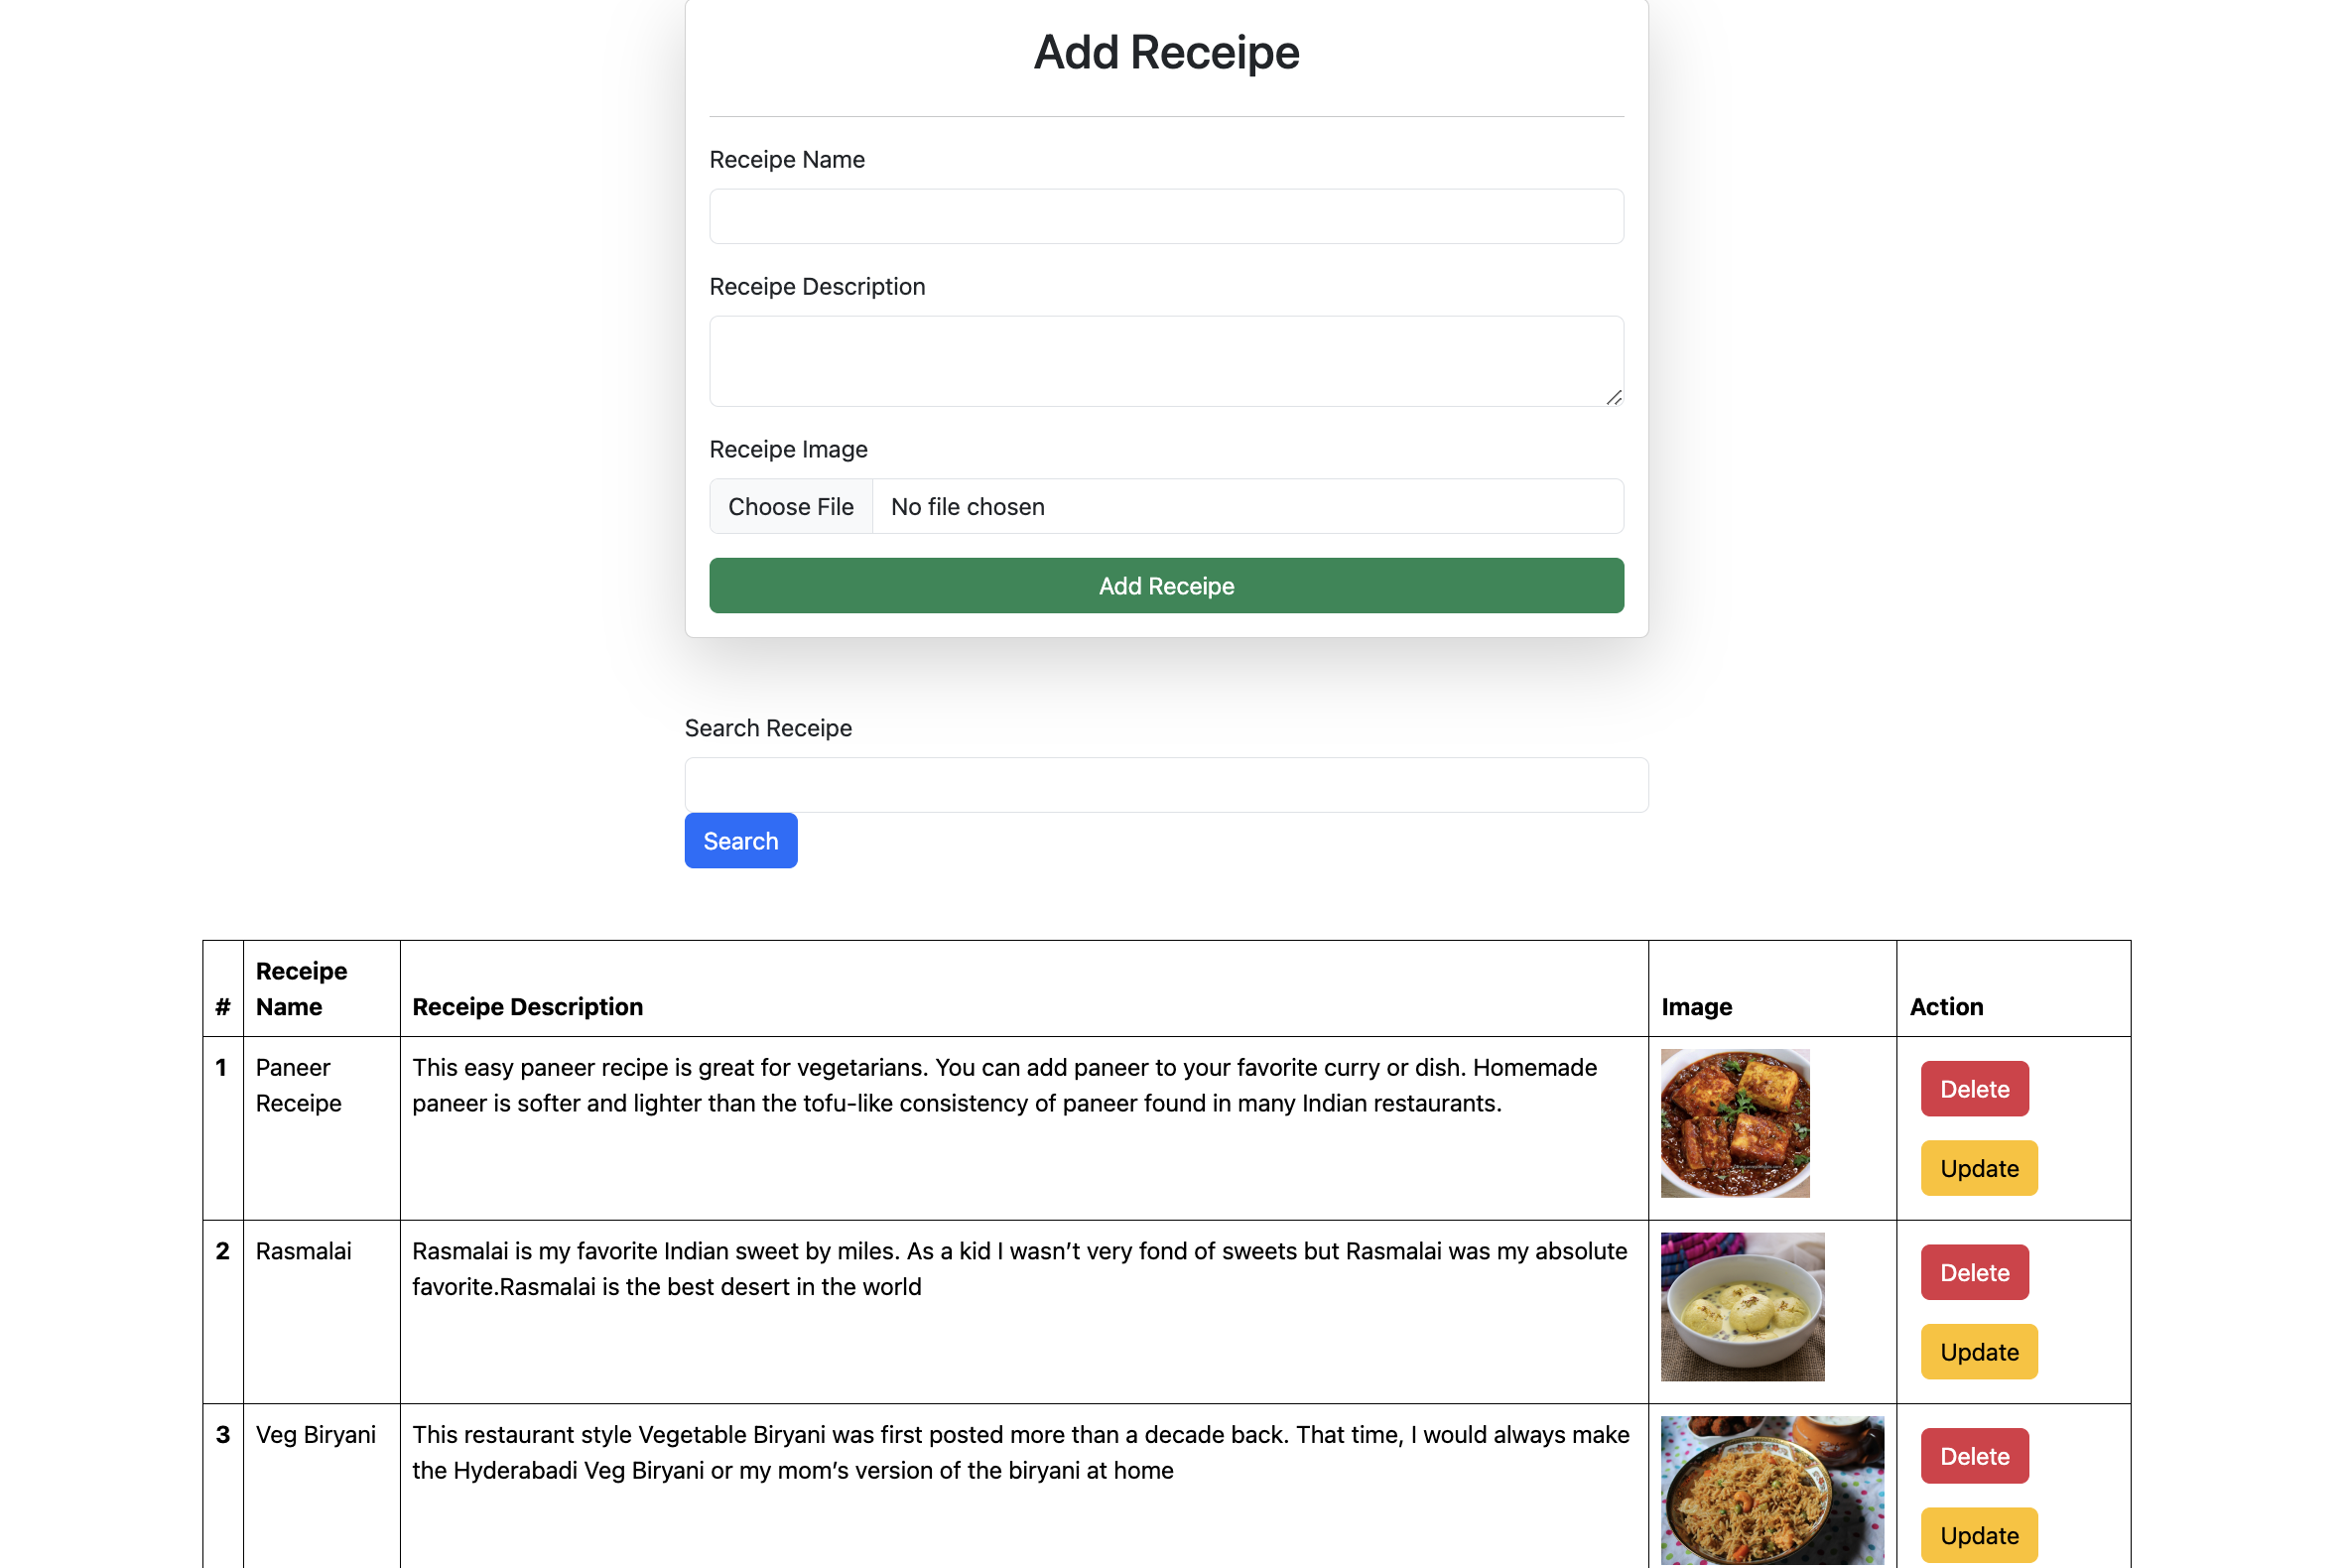 Add Receipe
Receipe Name
Receipe Description
Receipe Image
Choose File No file chosen
Add Receipe
Search Receipe
Search
# Receipe Name Receipe Description Image Action
1 Paneer Receipe
This easy paneer recipe is great for vegetarians. You can add paneer to your favorite curry or dish. Homemade
paneer is softer and lighter than the tofu-like consistency of paneer found in many Indian restaurants.
Delete
Update
2 Rasmalai
Rasmalai is my favorite Indian sweet by miles. As a kid I wasn’t very fond of sweets but Rasmalai was my absolute
favorite.Rasmalai is the best desert in the world
Delete
Update
3 Veg Biryani
This restaurant style Vegetable Biryani was first posted more than a decade back. That time, I would always make
the Hyderabadi Veg Biryani or my mom’s version of the biryani at home
Delete
Update